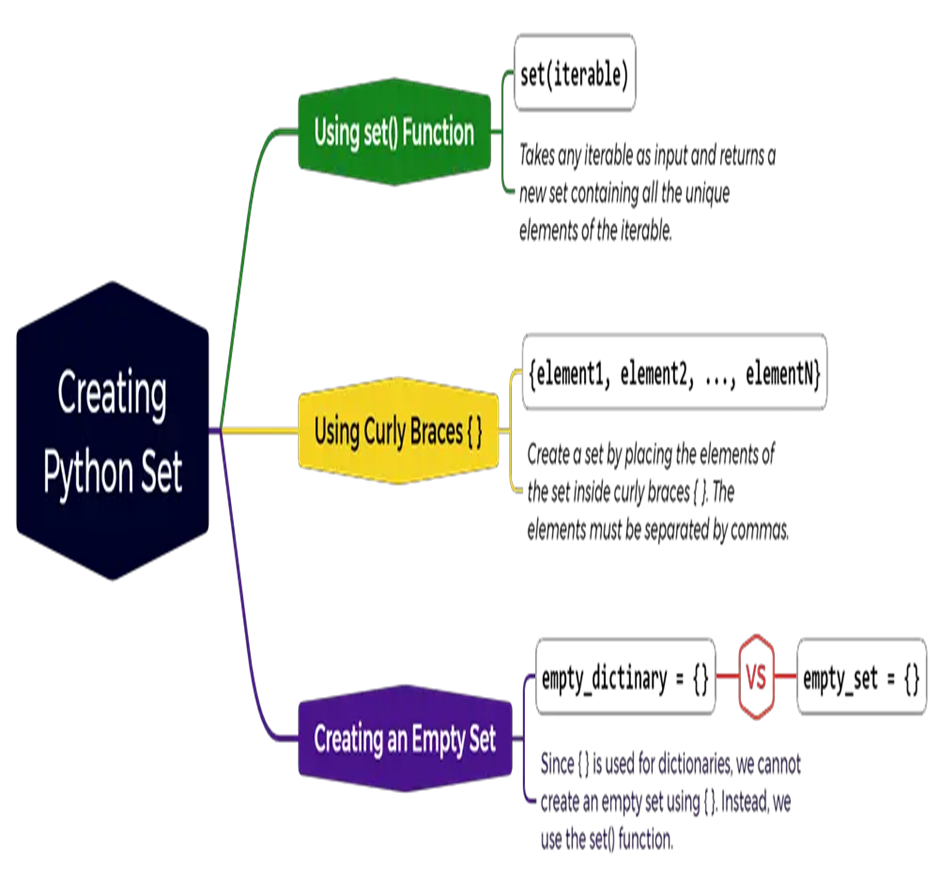 Creating
Python Set
Using set() Function
set(iterable)
Takes any iterable as input and returns a
new set containing all the unique
elements of the iterable.
Using Curly Braces { }
{element1, element2, ..., elementN}
Create a set by placing the elements of
the set inside curly braces { }. The
elements must be separated by commas.
Creating an Empty Set
empty_dictinary = {}
VS
empty_set = {}
Since { } is used for dictionaries, we cannot
create an empty set using { }. Instead, we
use the set() function.